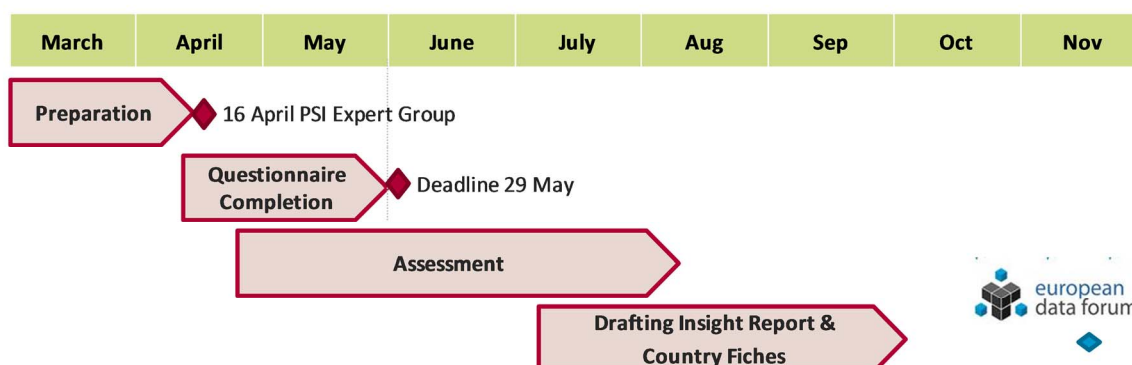 March April May June July Aug Sep Oct Nov
Preparation
16 April PSI Expert Group
Questionnaire
Completion
Deadline 29 May
Assessment
european
data forum
Drafting Insight Report &
Country Fiches